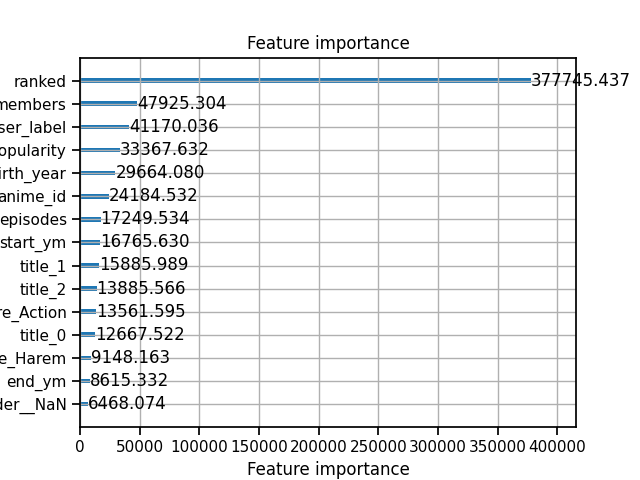 Feature importance
ranked 377745.437
members 47925.304
ser_label 41170.036
opularity 33367.632
irth_year 29664.080
anime_id 24184.532
episodes 17249.534
start_ym 16765.630
title_1 15885.989
title_2 13885.566
re_Action 13561.595
title_0 12667.522
e_Harem 9148.163
end_ym 8615.332
der__NaN 6468.074
0 50000 100000 150000 200000 250000 300000 350000 400000
Feature importance